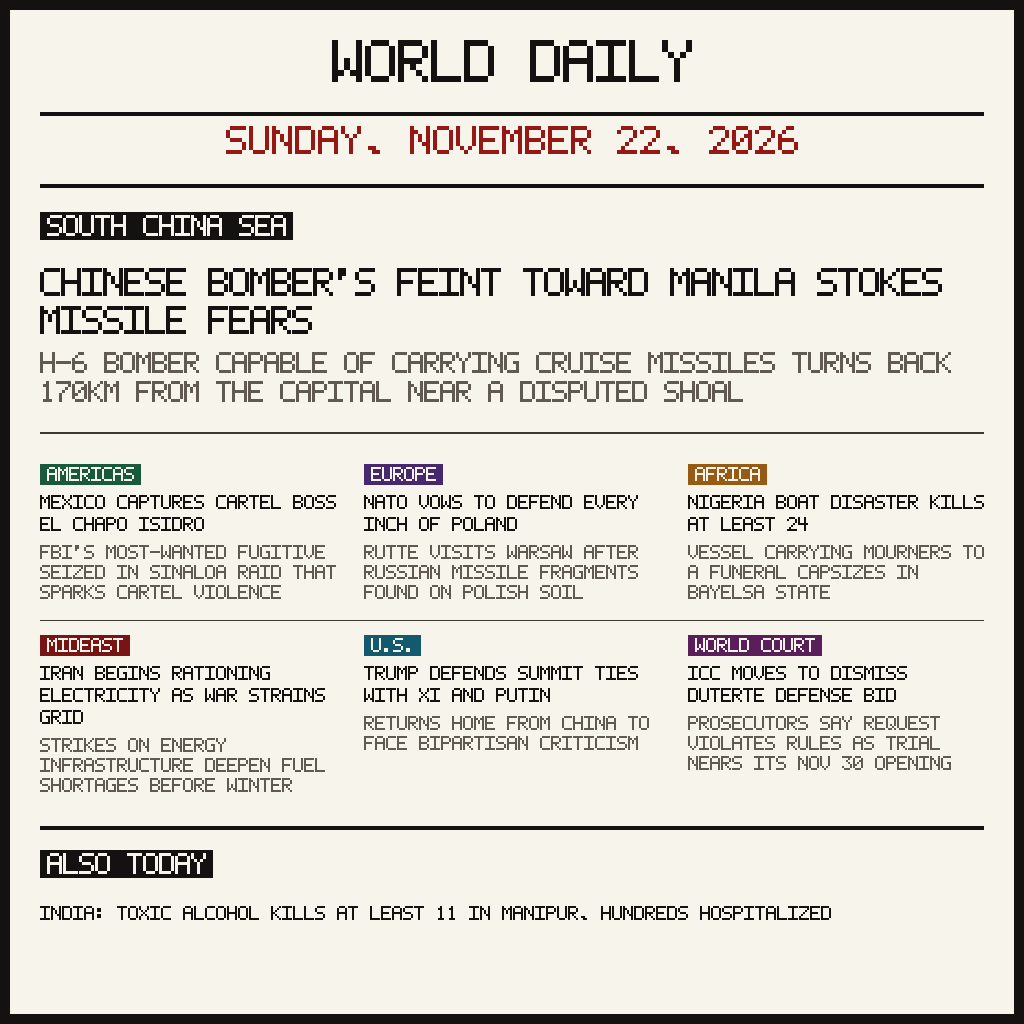 WORLD DAILY
SUNDAY, NOVEMBER 22, 2026
SOUTH CHINA SEA
CHINESE BOMBER'S FEINT TOWARD MANILA STOKES
MISSILE FEARS
H-6 BOMBER CAPABLE OF CARRYING CRUISE MISSILES TURNS BACK
170KM FROM THE CAPITAL NEAR A DISPUTED SHOAL
AMERICAS
MEXICO CAPTURES CARTEL BOSS
EL CHAPO ISIDRO
FBI'S MOST-WANTED FUGITIVE
SEIZED IN SINALOA RAID THAT
SPARKS CARTEL VIOLENCE
EUROPE
NATO VOWS TO DEFEND EVERY
INCH OF POLAND
RUTTE VISITS WARSAW AFTER
RUSSIAN MISSILE FRAGMENTS
FOUND ON POLISH SOIL
AFRICA
NIGERIA BOAT DISASTER KILLS
AT LEAST 24
VESSEL CARRYING MOURNERS TO
A FUNERAL CAPSIZES IN
BAYELSA STATE
MIDEAST
IRAN BEGINS RATIONING
ELECTRICITY AS WAR STRAINS
GRID
STRIKES ON ENERGY
INFRASTRUCTURE DEEPEN FUEL
SHORTAGES BEFORE WINTER
U.S.
TRUMP DEFENDS SUMMIT TIES
WITH XI AND PUTIN
RETURNS HOME FROM CHINA TO
FACE BIPARTISAN CRITICISM
WORLD COURT
ICC MOVES TO DISMISS
DUTERTE DEFENSE BID
PROSECUTORS SAY REQUEST
VIOLATES RULES AS TRIAL
NEARS ITS NOV 30 OPENING
ALSO TODAY
INDIA: TOXIC ALCOHOL KILLS AT LEAST 11 IN MANIPUR, HUNDREDS HOSPITALIZED